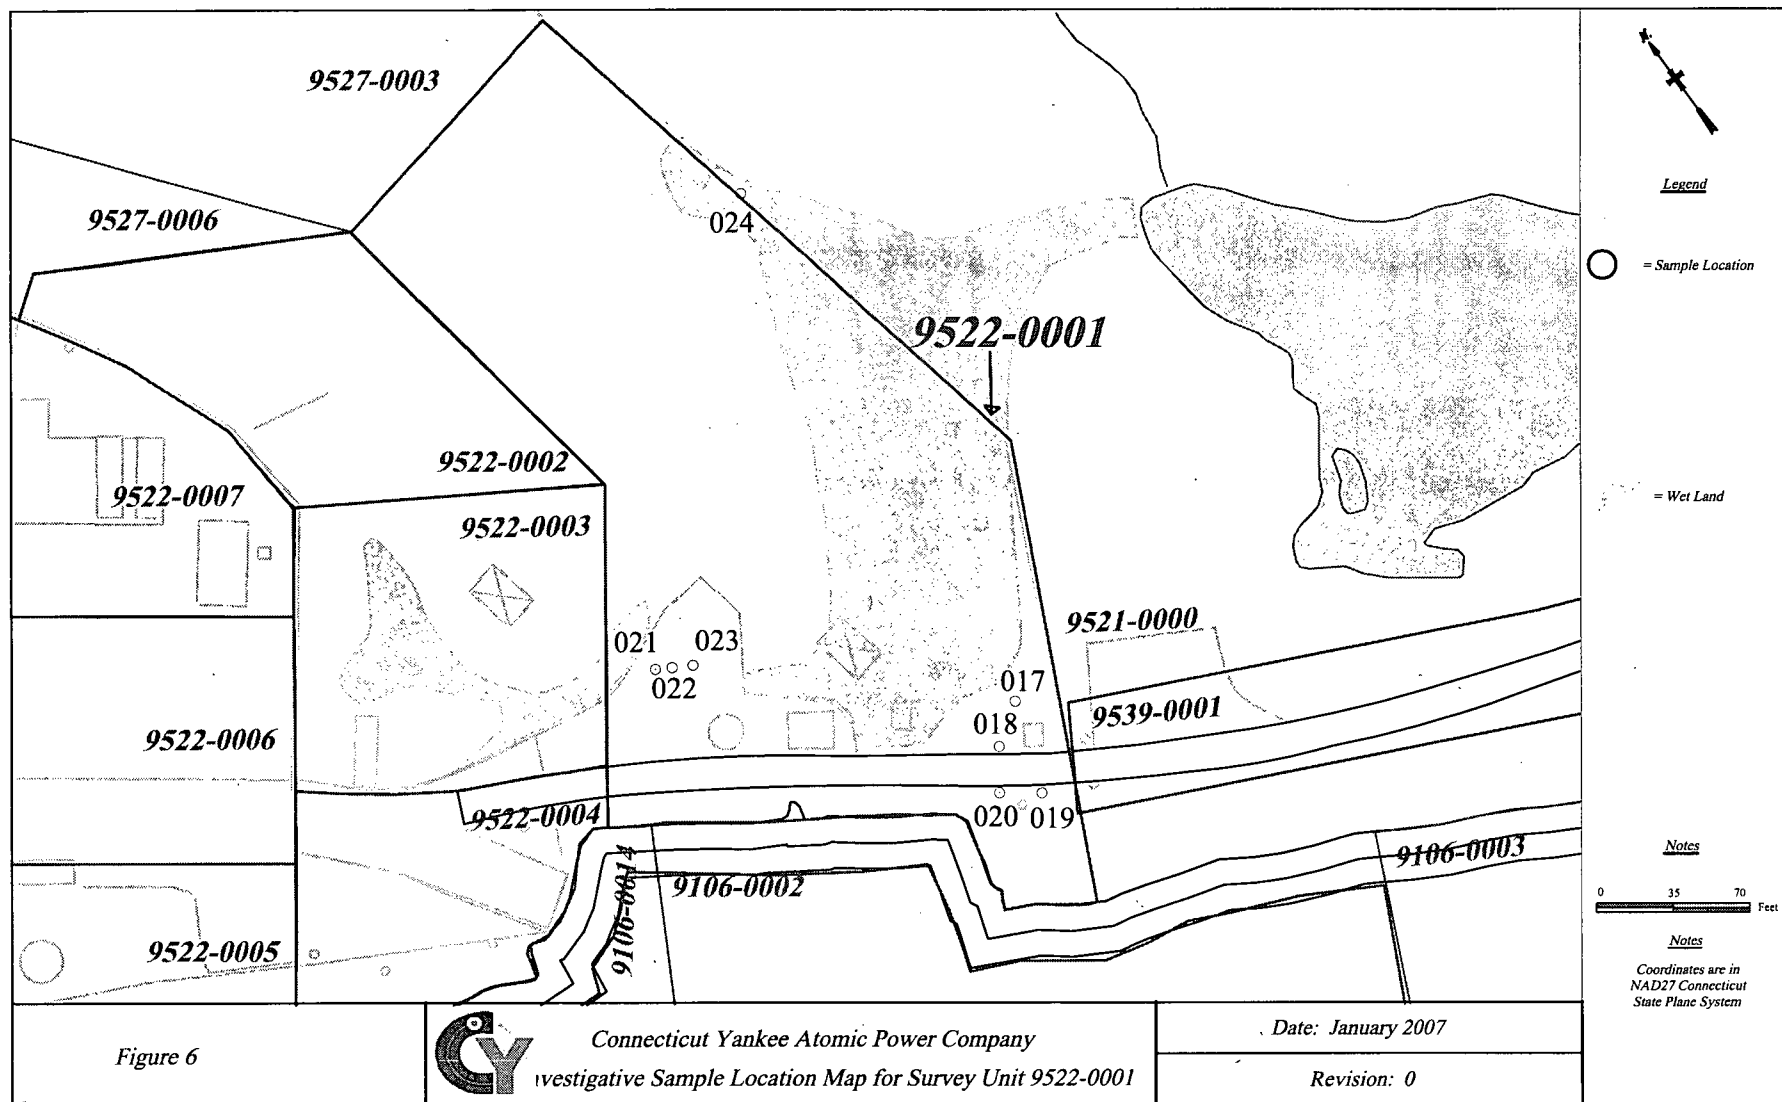 9527-0003
9527-0006
024
9522-0001
9522-0002
9522-0007
9522-0003
9521-0000
021
023
022
017
9539-0001
018
9522-0006
9522-0004
020
019
9106-0014
9106-0002
9106-0003
9522-0005
Legend
= Sample Location
= Wet Land
Notes
0 35 70
Feet
Notes
Coordinates are in
NAD27 Connecticut
State Plane System
Figure 6
CY
Connecticut Yankee Atomic Power Company
vestigative Sample Location Map for Survey Unit 9522-0001
Date: January 2007
Revision: 0